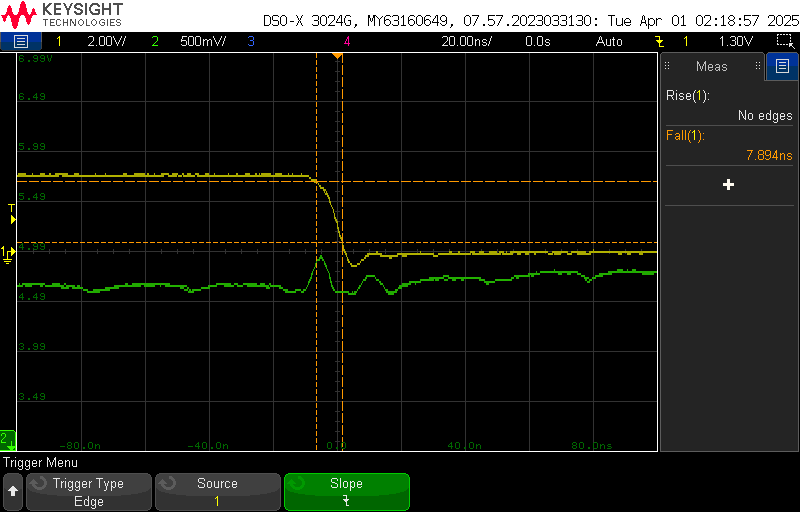 KEYSIGHT
TECHNOLOGIES
DSO-X 3024G, MY63160649, 07.57.2023033130: Tue Apr 01 02:18:57 2025
1 2.00V/ 2 500mV/ 3 4 20.00ns/ 0.0s Auto 1 1.30V
6.99V
6.49
5.99
5.49
4.99
4.49
3.99
3.49
-80.0n -40.0n 0.0 40.0n 80.0ns
T
1
2
Meas
Rise(1):
No edges
Fall(1):
7.894ns
Trigger Menu
Trigger Type
Edge
Source
1
Slope